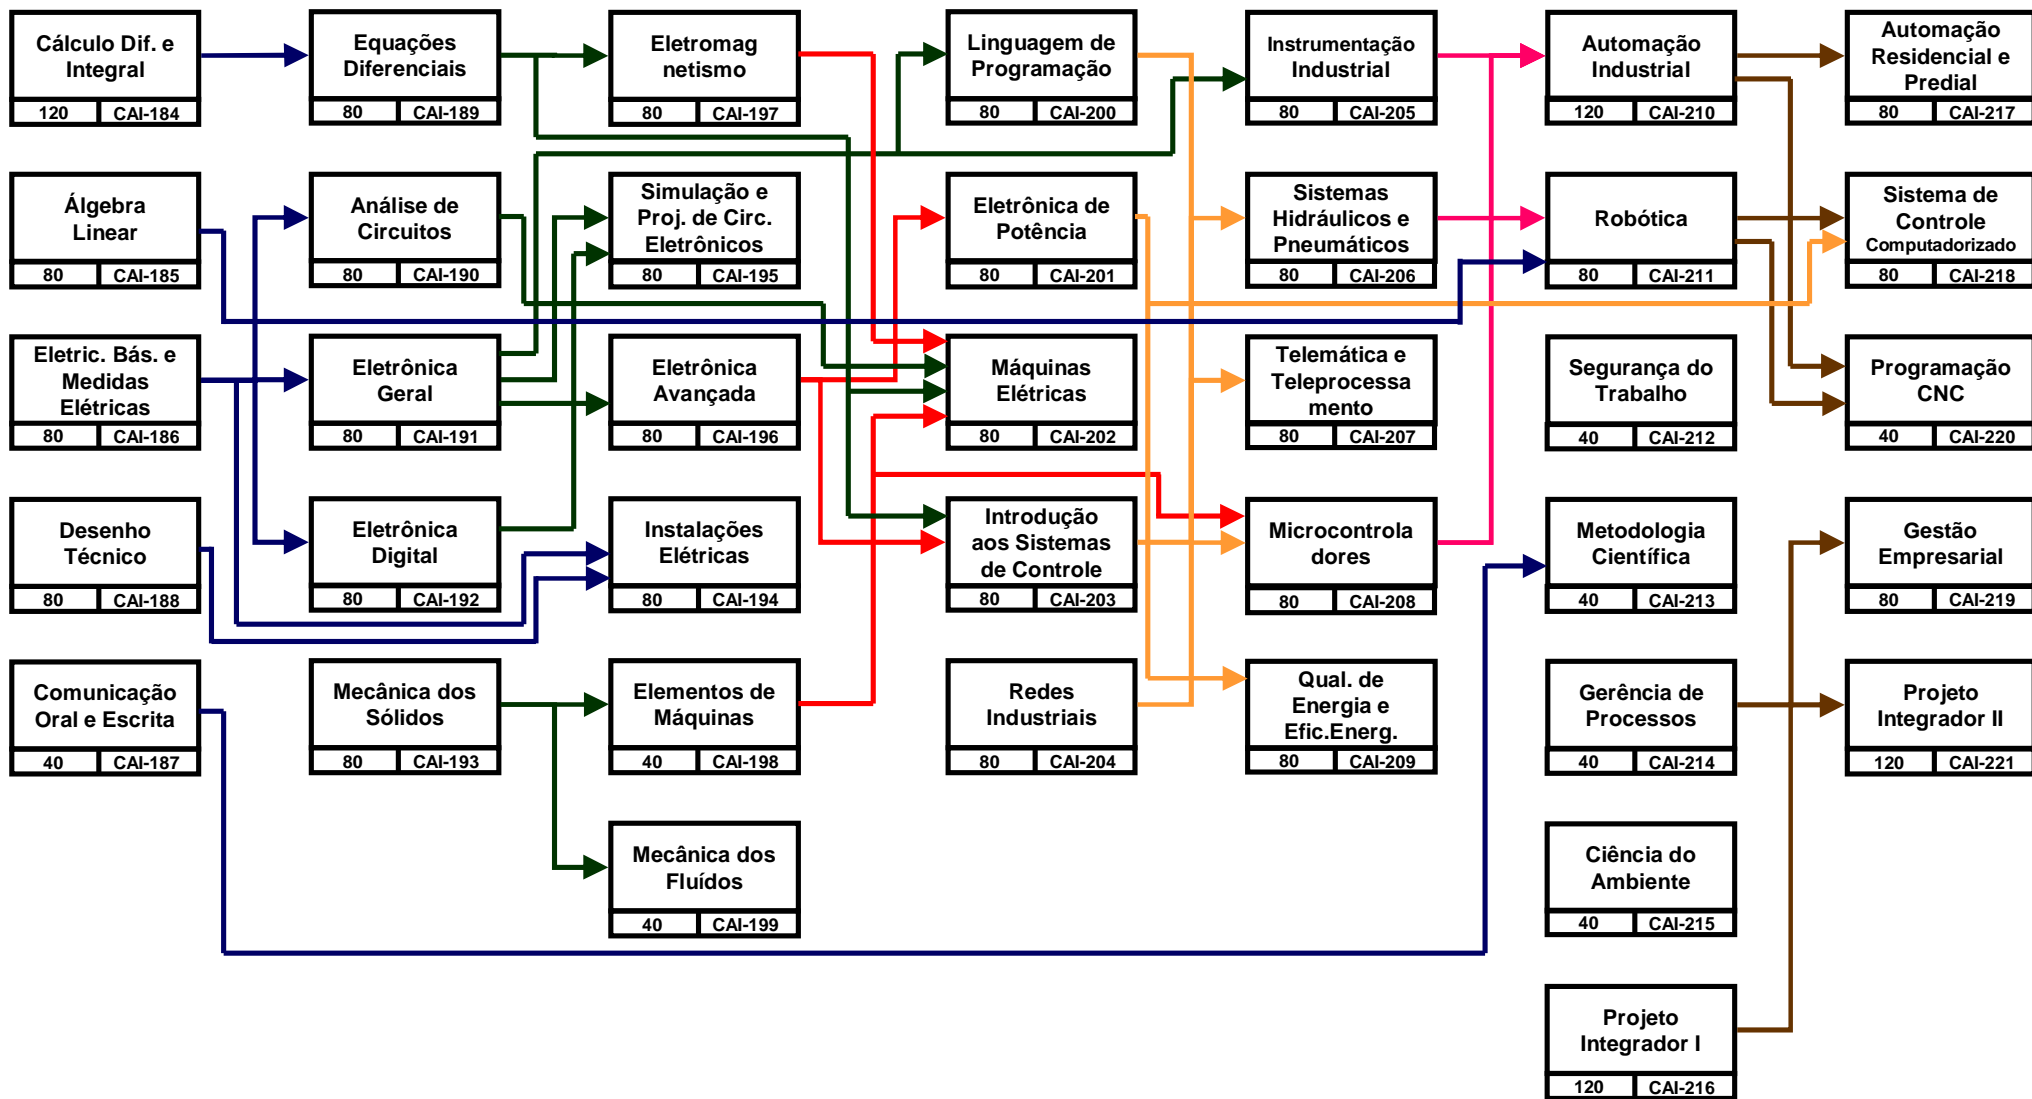 Cálculo Dif. e
Integral
120 CAI-184
Equações
Diferenciais
80 CAI-189
Eletromag
netismo
80 CAI-197
Linguagem de
Programação
80 CAI-200
Instrumentação
Industrial
80 CAI-205
Automação
Industrial
120 CAI-210
Automação
Residencial e
Predial
80 CAI-217
Álgebra
Linear
80 CAI-185
Análise de
Circuitos
80 CAI-190
Simulação e
Proj. de Circ.
Eletrônicos
80 CAI-195
Eletrônica de
Potência
80 CAI-201
Sistemas
Hidráulicos e
Pneumáticos
80 CAI-206
Robótica
80 CAI-211
Sistema de
Controle
Computadorizado
80 CAI-218
Eletric. Bás. e
Medidas
Elétricas
80 CAI-186
Eletrônica
Geral
80 CAI-191
Eletrônica
Avançada
80 CAI-196
Máquinas
Elétricas
80 CAI-202
Telemática e
Teleprocessa
mento
80 CAI-207
Segurança do
Trabalho
40 CAI-212
Programação
CNC
40 CAI-220
Desenho
Técnico
80 CAI-188
Eletrônica
Digital
80 CAI-192
Instalações
Elétricas
80 CAI-194
Introdução
aos Sistemas
de Controle
80 CAI-203
Microcontrola
dores
80 CAI-208
Metodologia
Científica
40 CAI-213
Gestão
Empresarial
80 CAI-219
Comunicação
Oral e Escrita
40 CAI-187
Mecânica dos
Sólidos
80 CAI-193
Elementos de
Máquinas
40 CAI-198
Redes
Industriais
80 CAI-204
Qual. de
Energia e
Efic.Energ.
80 CAI-209
Gerência de
Processos
40 CAI-214
Projeto
Integrador II
120 CAI-221
Mecânica dos
Fluídos
40 CAI-199
Ciência do
Ambiente
40 CAI-215
Projeto
Integrador I
120 CAI-216